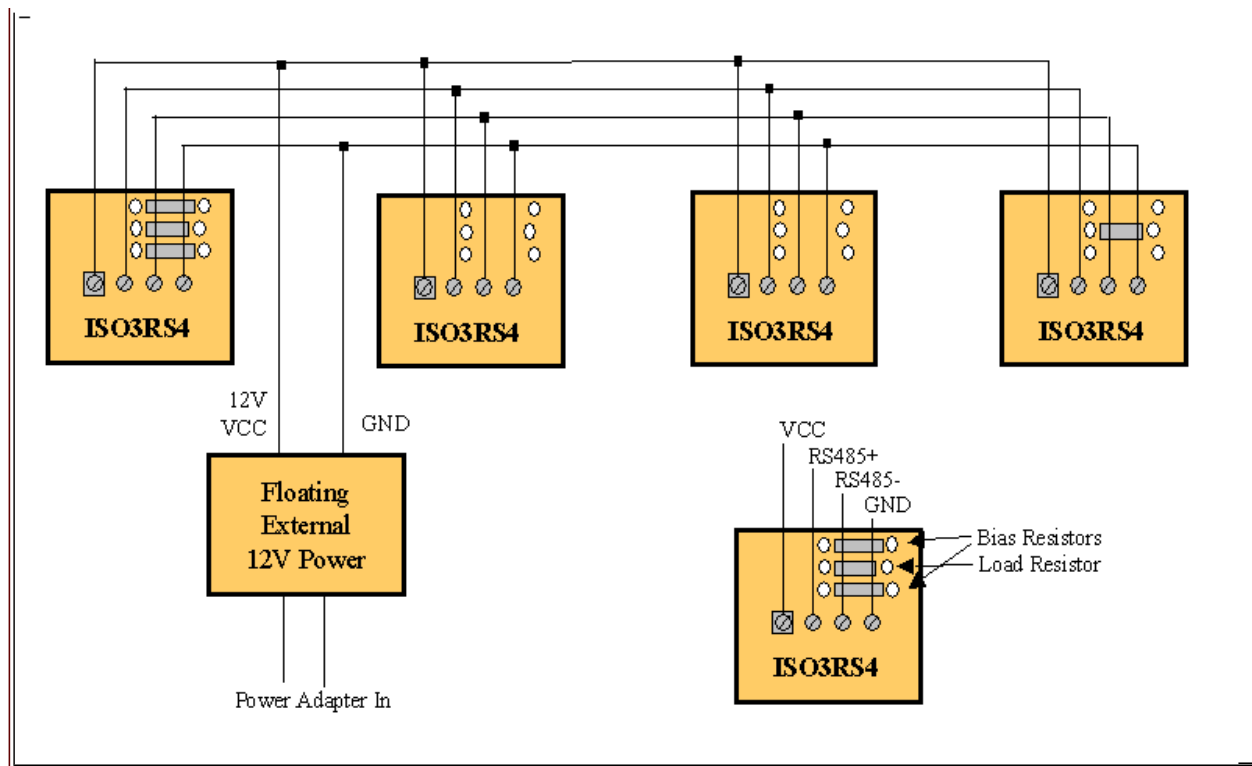 ISO3RS4
ISO3RS4
ISO3RS4
ISO3RS4
12V
VCC
GND
Floating
External
12V Power
Power Adapter In
VCC
RS485+
RS485-
GND
Bias Resistors
Load Resistor
ISO3RS4